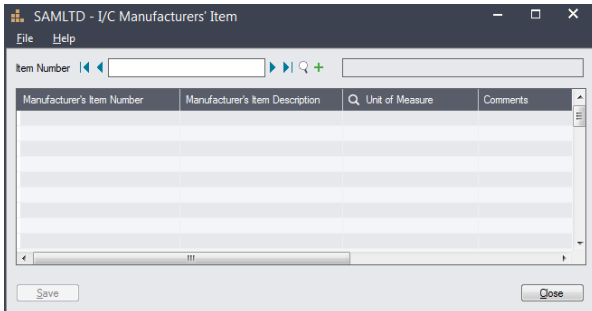 SAMLTD - I/C Manufacturers' Item
File Help
Item Number
Manufacturer's Item Number Manufacturer's Item Description Unit of Measure Comments
Save Close